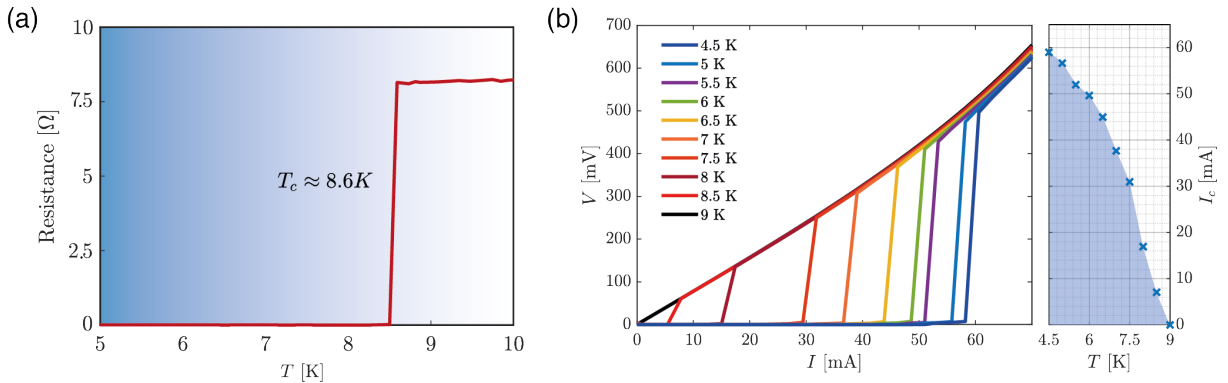 (a)
10
7.5
5
2.5
0
Resistance [Ω]
T_c ≈ 8.6K
5
6
7
8
9
10
T [K]
(b)
700
600
500
400
300
200
100
0
V [mV]
4.5 K
5 K
5.5 K
6 K
6.5 K
7 K
7.5 K
8 K
8.5 K
9 K
0
10
20
30
40
50
60
I [mA]
60
50
40
30
20
10
0
I_c [mA]
4.5
6
7.5
9
T [K]